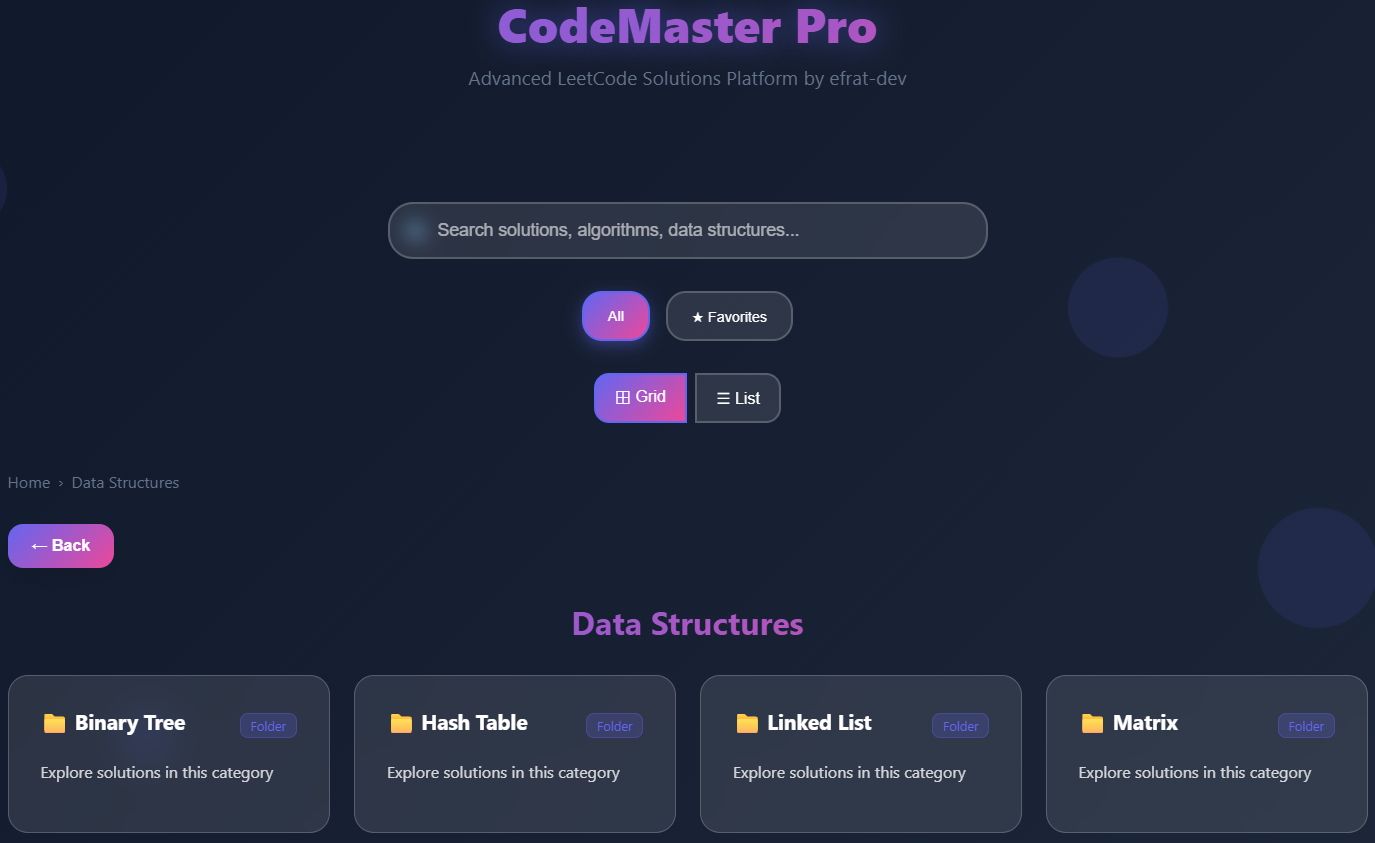 CodeMaster Pro
Advanced LeetCode Solutions Platform by efrat-dev
Search solutions, algorithms, data structures...
All
★ Favorites
⊞ Grid
☰ List
Home › Data Structures
← Back
Data Structures
Binary Tree
Folder
Explore solutions in this category
Hash Table
Folder
Explore solutions in this category
Linked List
Folder
Explore solutions in this category
Matrix
Folder
Explore solutions in this category